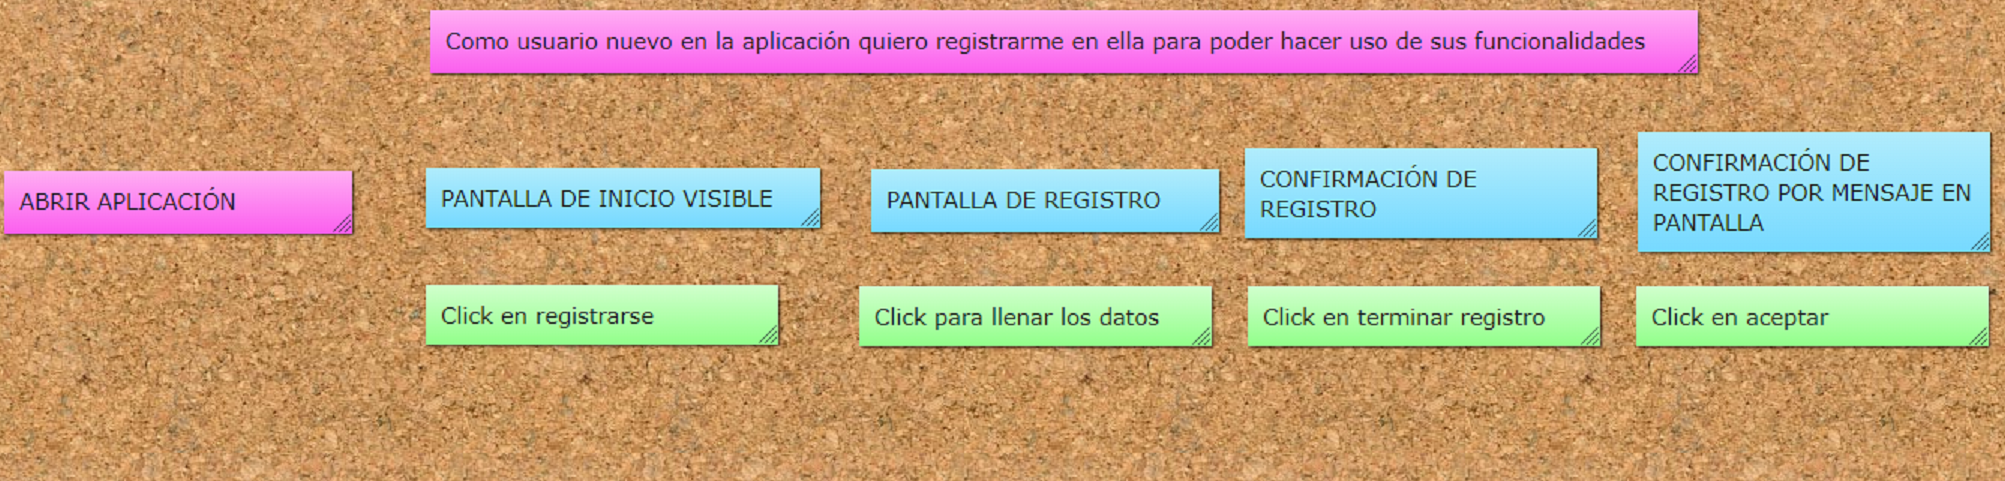 Como usuario nuevo en la aplicación quiero registrarme en ella para poder hacer uso de sus funcionalidades
ABRIR APLICACIÓN
PANTALLA DE INICIO VISIBLE
PANTALLA DE REGISTRO
CONFIRMACIÓN DE
REGISTRO
CONFIRMACIÓN DE
REGISTRO POR MENSAJE EN
PANTALLA
Click en registrarse
Click para llenar los datos
Click en terminar registro
Click en aceptar